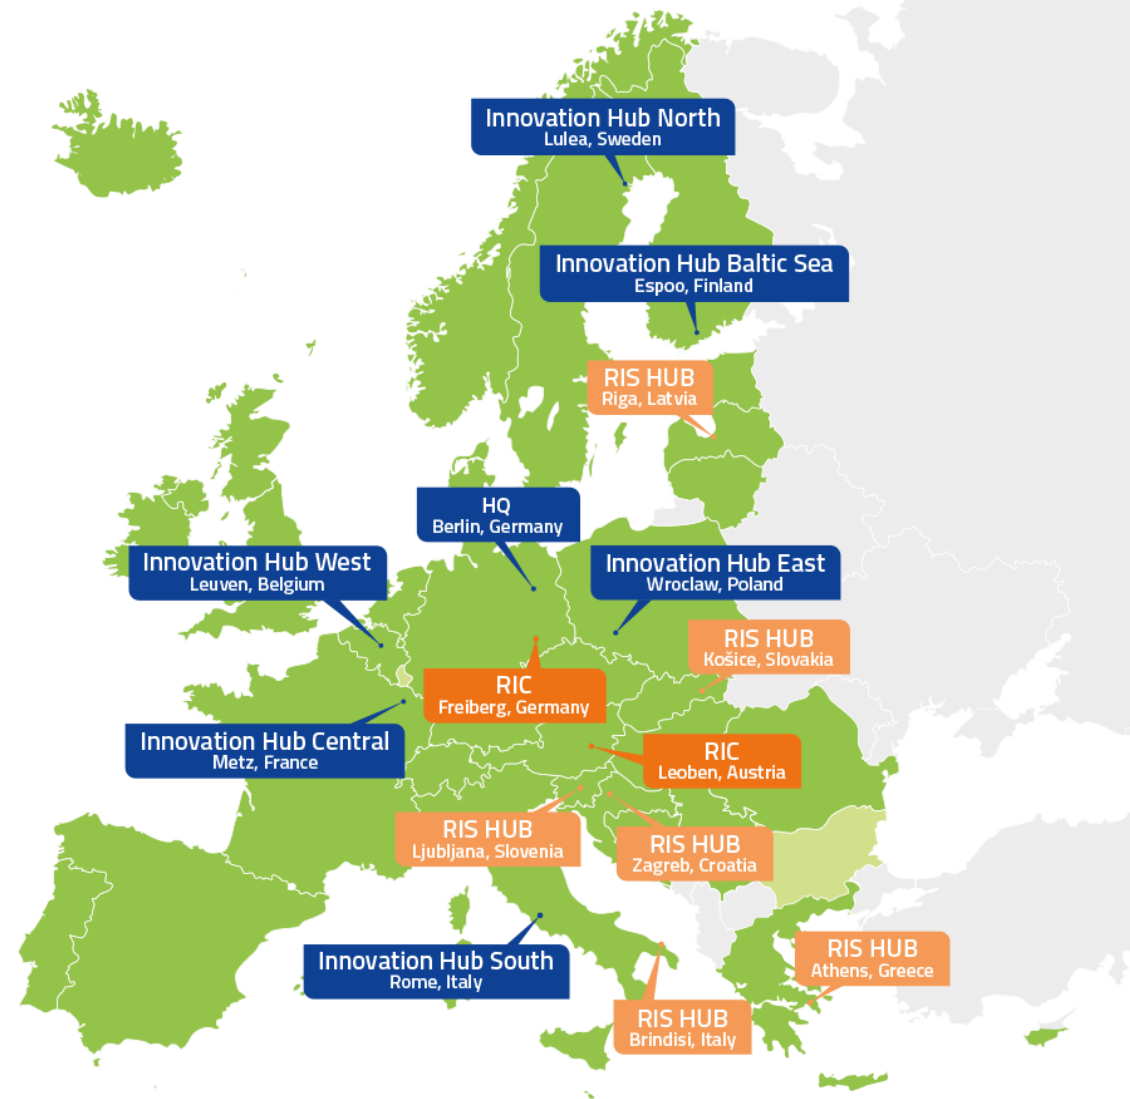 Innovation Hub North
Lulea, Sweden
Innovation Hub Baltic Sea
Espoo, Finland
RIS HUB
Riga, Latvia
HQ
Berlin, Germany
Innovation Hub West
Leuven, Belgium
Innovation Hub East
Wroclaw, Poland
RIS HUB
Košice, Slovakia
RIC
Freiberg, Germany
Innovation Hub Central
Metz, France
RIC
Leoben, Austria
RIS HUB
Ljubljana, Slovenia
RIS HUB
Zagreb, Croatia
Innovation Hub South
Rome, Italy
RIS HUB
Athens, Greece
RIS HUB
Brindisi, Italy